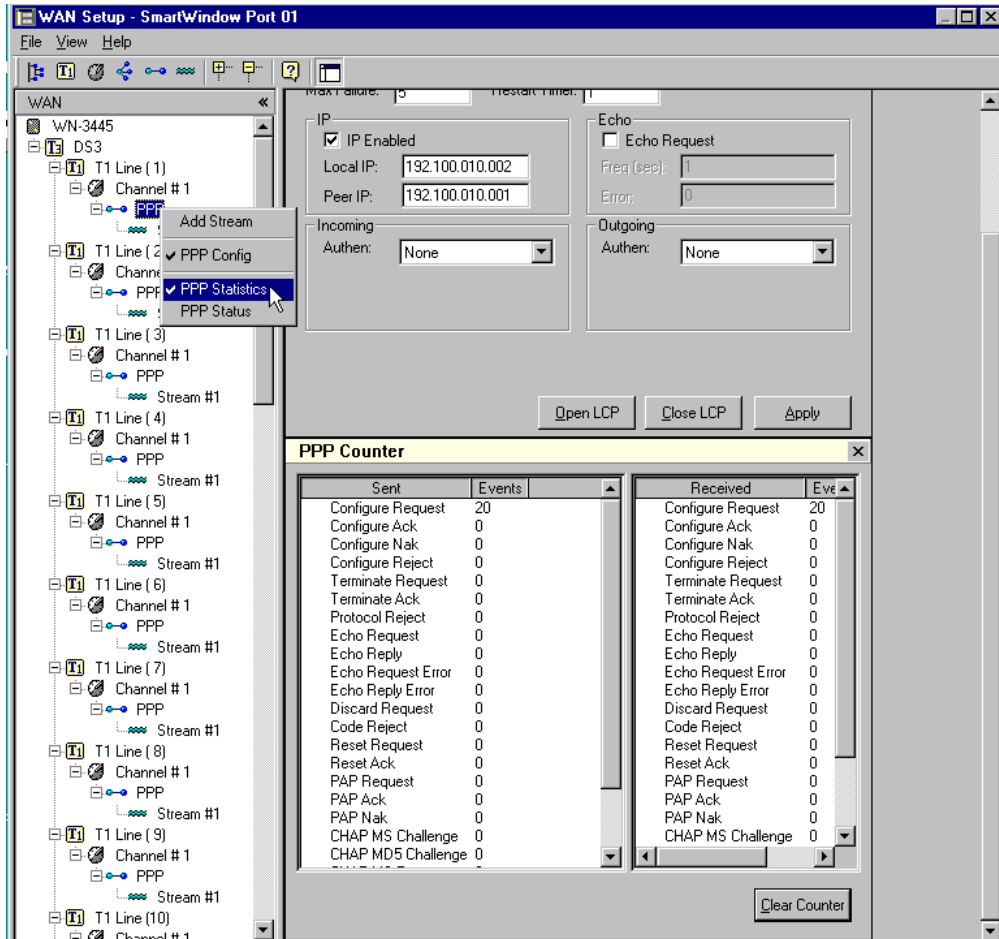 WAN Setup - SmartWindow Port 01
File View Help
WAN «
WN-3445
DS3
T1 Line ( 1)
Channel # 1
PPP
T1 Line ( 2
Channe
PPP
T1 Line ( 3)
Channel # 1
PPP
Stream #1
T1 Line ( 4)
Channel # 1
PPP
Stream #1
T1 Line ( 5)
Channel # 1
PPP
Stream #1
T1 Line ( 6)
Channel # 1
PPP
Stream #1
T1 Line ( 7)
Channel # 1
PPP
Stream #1
T1 Line ( 8)
Channel # 1
PPP
Stream #1
T1 Line ( 9)
Channel # 1
PPP
Stream #1
T1 Line (10)
Channel # 1
Add Stream
PPP Config
PPP Statistics
PPP Status
Max Failure: 5 Restart Timer: 1
IP
IP Enabled
Local IP: 192.100.010.002
Peer IP: 192.100.010.001
Echo
Echo Request
Freq (sec): 1
Error: 0
Incoming
Authen: None
Outgoing
Authen: None
Open LCP Close LCP Apply
PPP Counter
Sent Events
Configure Request 20
Configure Ack 0
Configure Nak 0
Configure Reject 0
Terminate Request 0
Terminate Ack 0
Protocol Reject 0
Echo Request 0
Echo Reply 0
Echo Request Error 0
Echo Reply Error 0
Discard Request 0
Code Reject 0
Reset Request 0
Reset Ack 0
PAP Request 0
PAP Ack 0
PAP Nak 0
CHAP MS Challenge 0
CHAP MD5 Challenge 0
Received Eve
Configure Request 20
Configure Ack 0
Configure Nak 0
Configure Reject 0
Terminate Request 0
Terminate Ack 0
Protocol Reject 0
Echo Request 0
Echo Reply 0
Echo Request Error 0
Echo Reply Error 0
Discard Request 0
Code Reject 0
Reset Request 0
Reset Ack 0
PAP Request 0
PAP Ack 0
PAP Nak 0
CHAP MS Challenge 0
Clear Counter